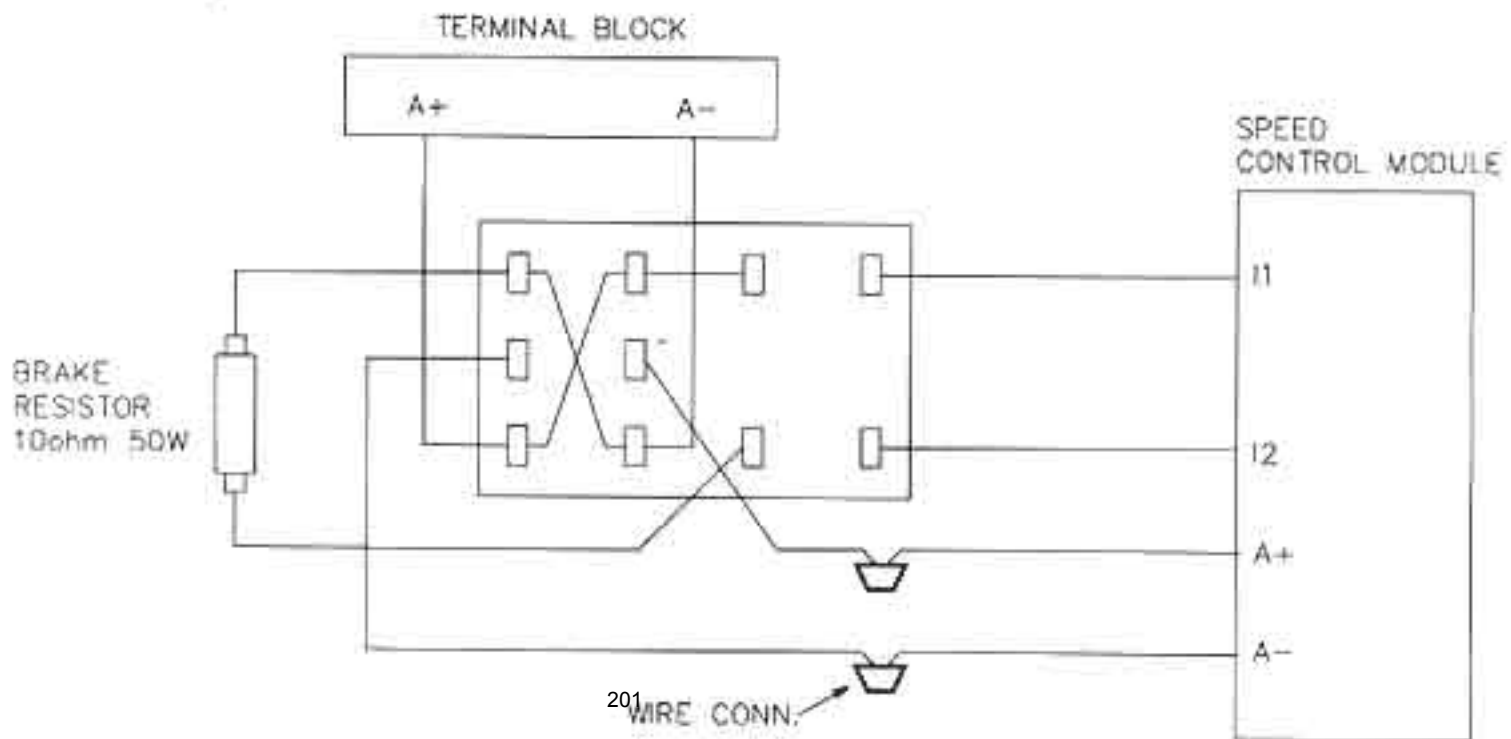 TERMINAL BLOCK
A+ A-
SPEED
CONTROL MODULE
I1
BRAKE
RESISTOR
10ohm 50W
-
I2
A+
A-
201
WIRE CONN.